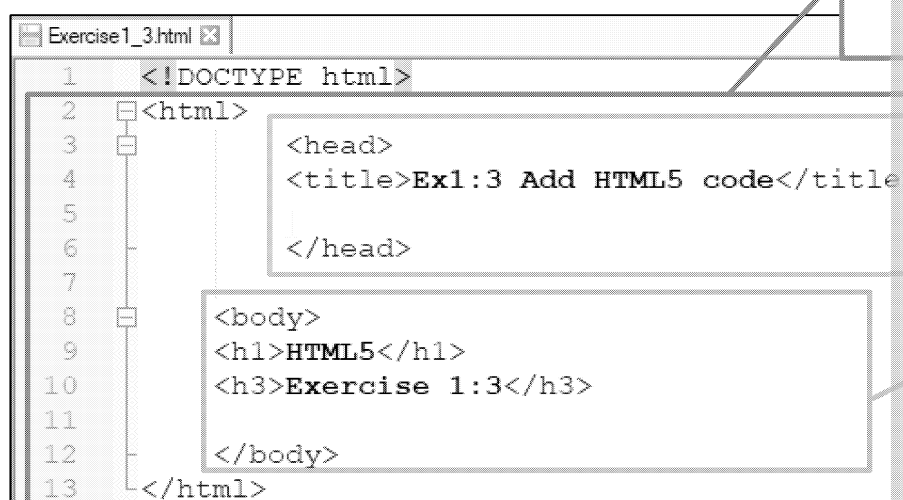 Exercise1_3.html
1 <!DOCTYPE html>
2 <html>
3 <head>
4 <title>Ex1:3 Add HTML5 code</title
5
6 </head>
7
8 <body>
9 <h1>HTML5</h1>
10 <h3>Exercise 1:3</h3>
11
12 </body>
13 </html>